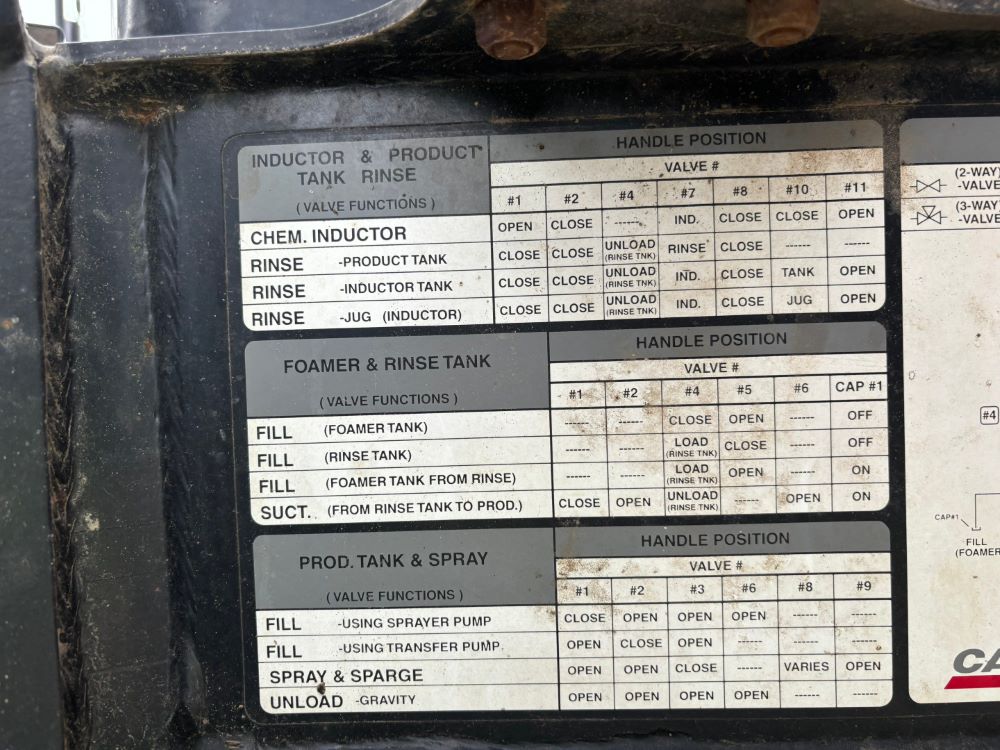 INDUCTOR & PRODUCT TANK RINSE
(VALVE FUNCTIONS)
HANDLE POSITION
VALVE #
#1 #2 #4 #7 #8 #10 #11
CHEM. INDUCTOR OPEN CLOSE ------ IND. CLOSE CLOSE OPEN
RINSE -PRODUCT TANK CLOSE CLOSE UNLOAD (RINSE TNK) RINSE CLOSE ------ ------
RINSE -INDUCTOR TANK CLOSE CLOSE UNLOAD (RINSE TNK) IND. CLOSE TANK OPEN
RINSE -JUG (INDUCTOR) CLOSE CLOSE UNLOAD (RINSE TNK) IND. CLOSE JUG OPEN
FOAMER & RINSE TANK
(VALVE FUNCTIONS)
HANDLE POSITION
VALVE #
#1 #2 #4 #5 #6 CAP #1
FILL (FOAMER TANK) ------ ------ CLOSE OPEN ------ OFF
FILL (RINSE TANK) ------ ------ LOAD (RINSE TNK) CLOSE ------ OFF
FILL (FOAMER TANK FROM RINSE) ------ ------ LOAD (RINSE TNK) OPEN ------ ON
SUCT. (FROM RINSE TANK TO PROD.) CLOSE OPEN UNLOAD (RINSE TNK) ------ OPEN ON
PROD. TANK & SPRAY
(VALVE FUNCTIONS)
HANDLE POSITION
VALVE #
#1 #2 #3 #6 #8 #9
FILL -USING SPRAYER PUMP CLOSE OPEN OPEN OPEN ------ ------
FILL -USING TRANSFER PUMP OPEN CLOSE OPEN ------ ------ ------
SPRAY & SPARGE OPEN OPEN CLOSE ------ VARIES OPEN
UNLOAD -GRAVITY OPEN OPEN OPEN OPEN ------ ------
(2-WAY)
-VALVE
(3-WAY)
-VALVE
#4
CAP#1
FILL
(FOAMER
CA